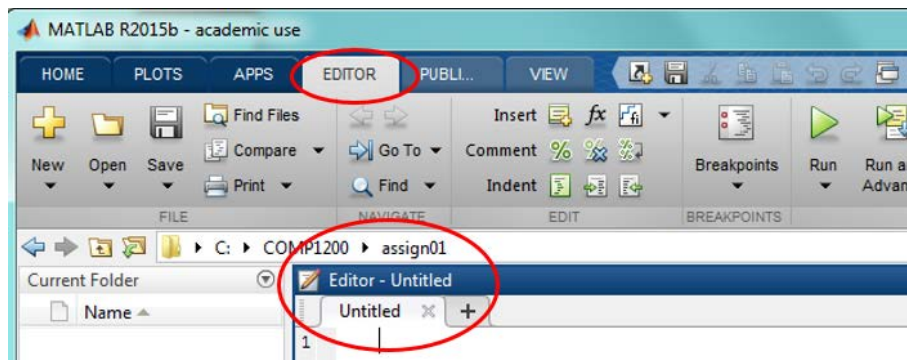 MATLAB R2015b - academic use
HOME PLOTS APPS EDITOR PUBLI... VIEW
Find Files Insert fx
New Open Save Compare Go To Comment Breakpoints Run Run a
Advan
Print Find Indent
FILE NAVIGATE EDIT BREAKPOINTS
C: COMP1200 assign01
Current Folder Editor - Untitled
Name Untitled +
1